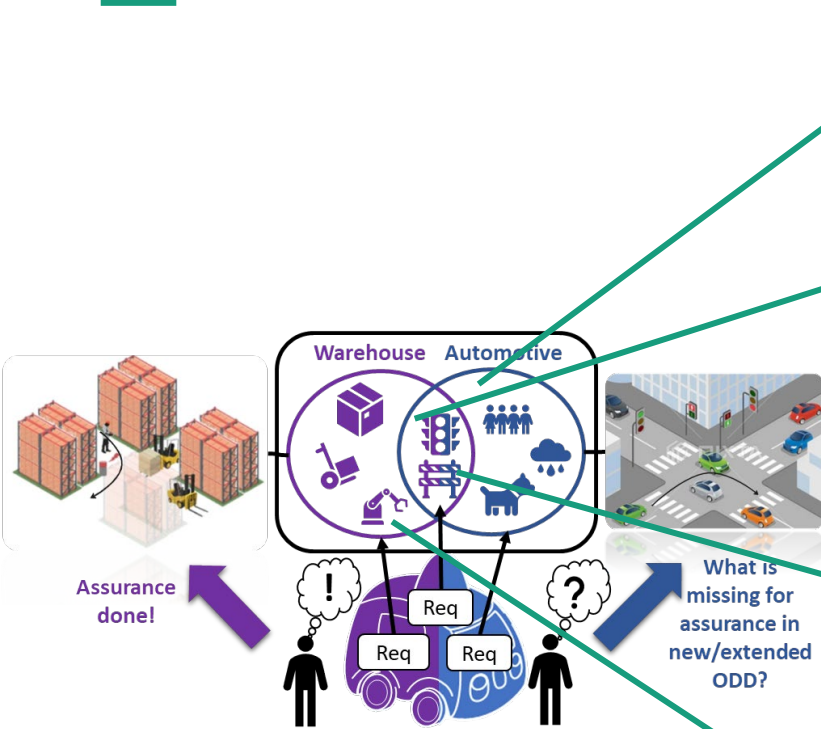 Warehouse Automotive
Assurance
done!
!
?
Req
Req
Req
What is
missing for
assurance in
new/extended
ODD?